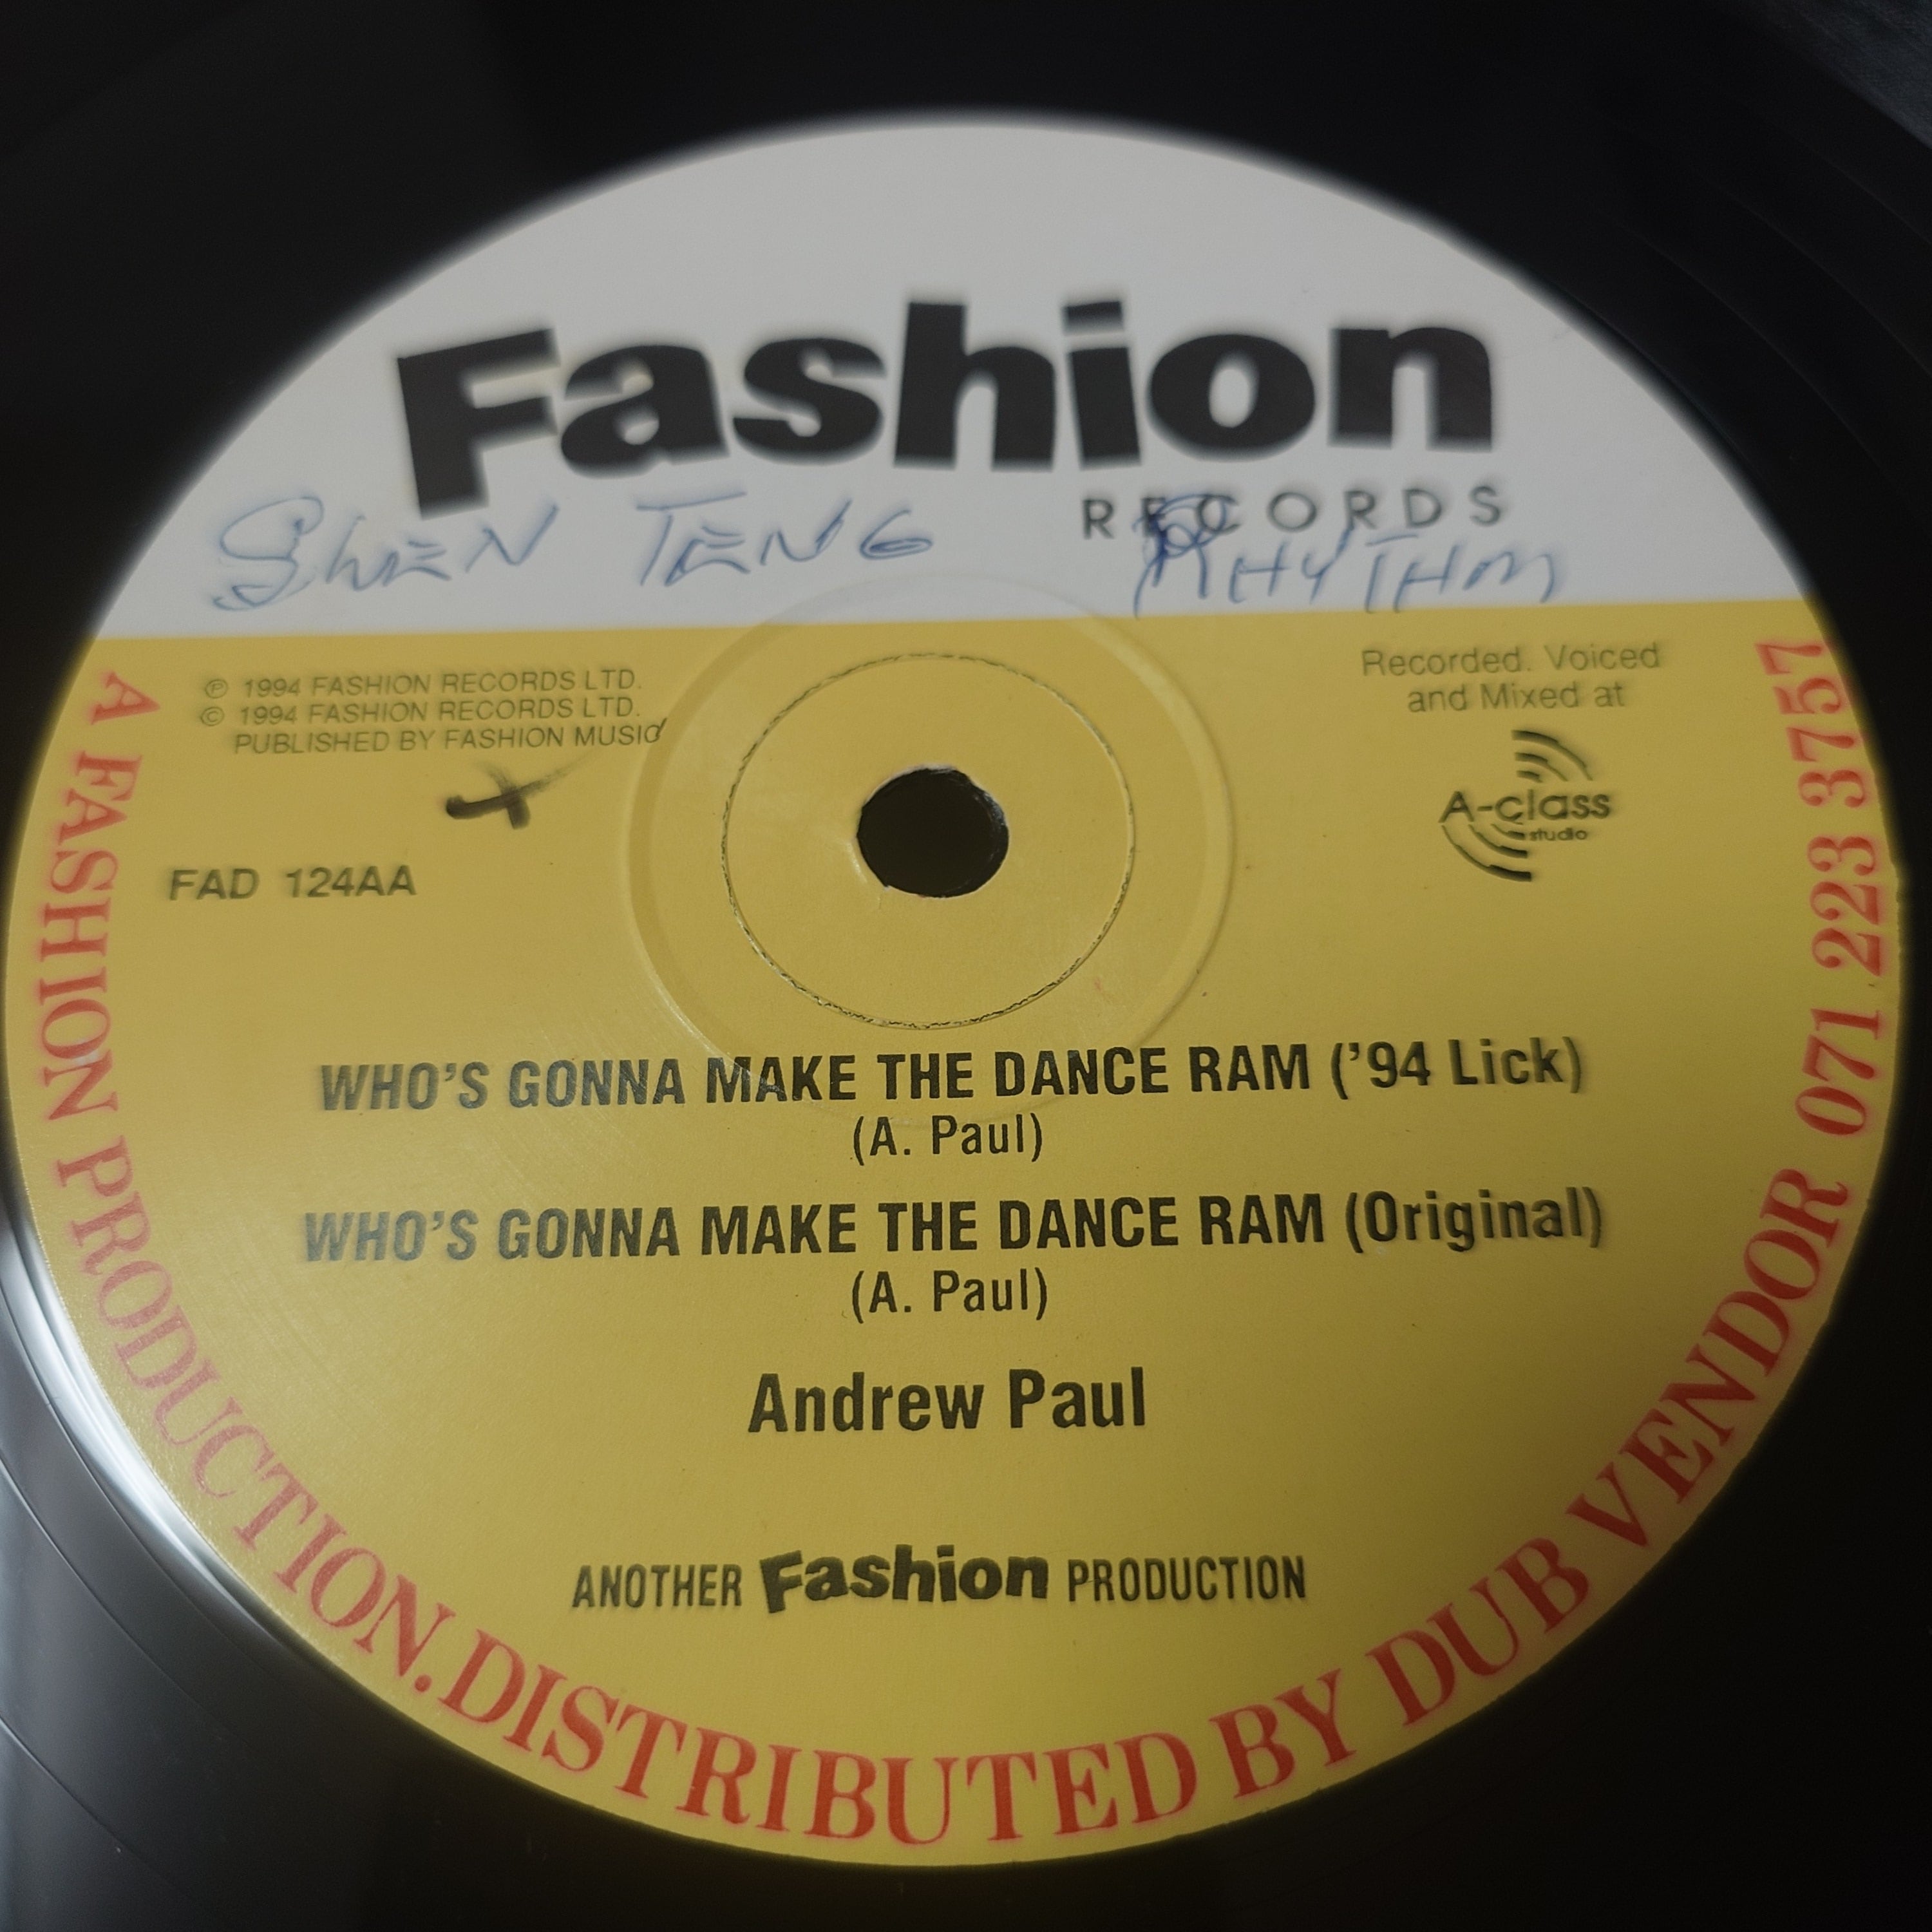 Fashion
RECORDS
SHEN TENG RHYTHM
℗ 1994 FASHION RECORDS LTD.
© 1994 FASHION RECORDS LTD.
PUBLISHED BY FASHION MUSIC
Recorded. Voiced
and Mixed at
A-class
studio
FAD 124AA
WHO'S GONNA MAKE THE DANCE RAM ('94 Lick)
(A. Paul)
WHO'S GONNA MAKE THE DANCE RAM (Original)
(A. Paul)
Andrew Paul
ANOTHER Fashion PRODUCTION
A FASHION PRODUCTION. DISTRIBUTED BY DUB VENDOR 071 223 3757